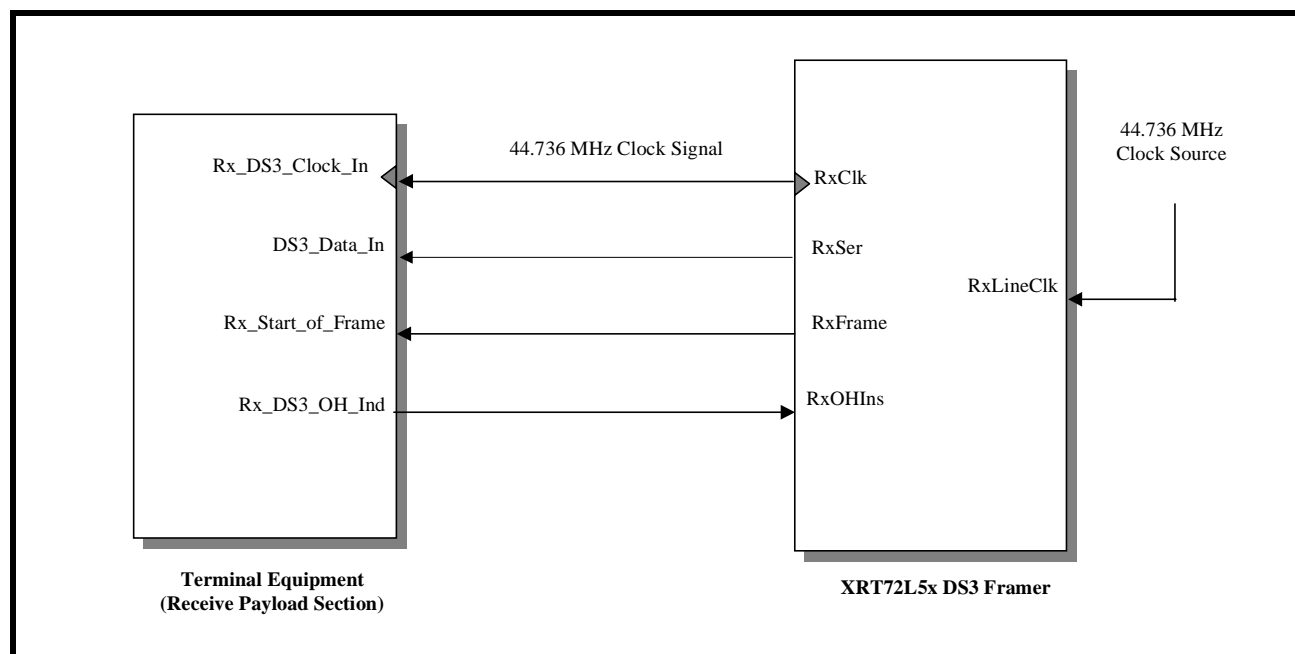 44.736 MHz
Clock Source
44.736 MHz Clock Signal
Rx_DS3_Clock_In
RxClk
DS3_Data_In
RxSer
RxLineClk
Rx_Start_of_Frame
RxFrame
Rx_DS3_OH_Ind
RxOHIns
Terminal Equipment
(Receive Payload Section)
XRT72L5x DS3 Framer